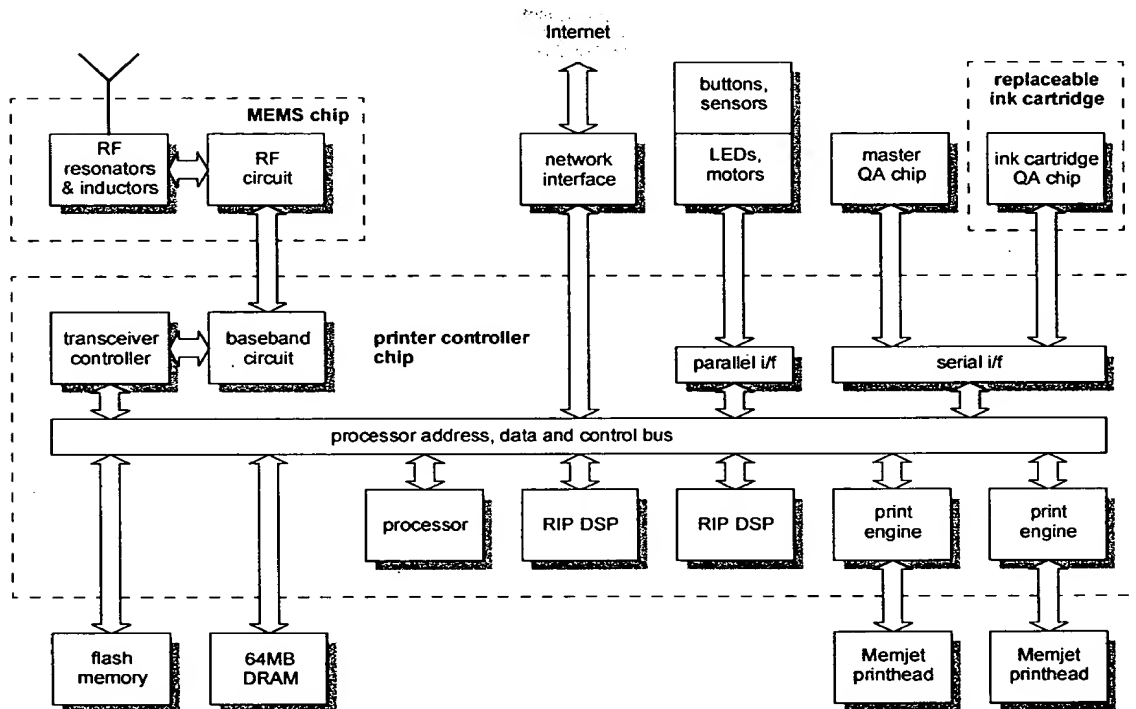 Internet
MEMS chip
RF
resonators
& inductors
RF
circuit
network
interface
buttons,
sensors
LEDs,
motors
master
QA chip
replaceable
ink cartridge
ink cartridge
QA chip
transceiver
controller
baseband
circuit
printer controller
chip
parallel i/f
serial i/f
processor address, data and control bus
processor
RIP DSP
RIP DSP
print
engine
print
engine
flash
memory
64MB
DRAM
Memjet
printhead
Memjet
printhead